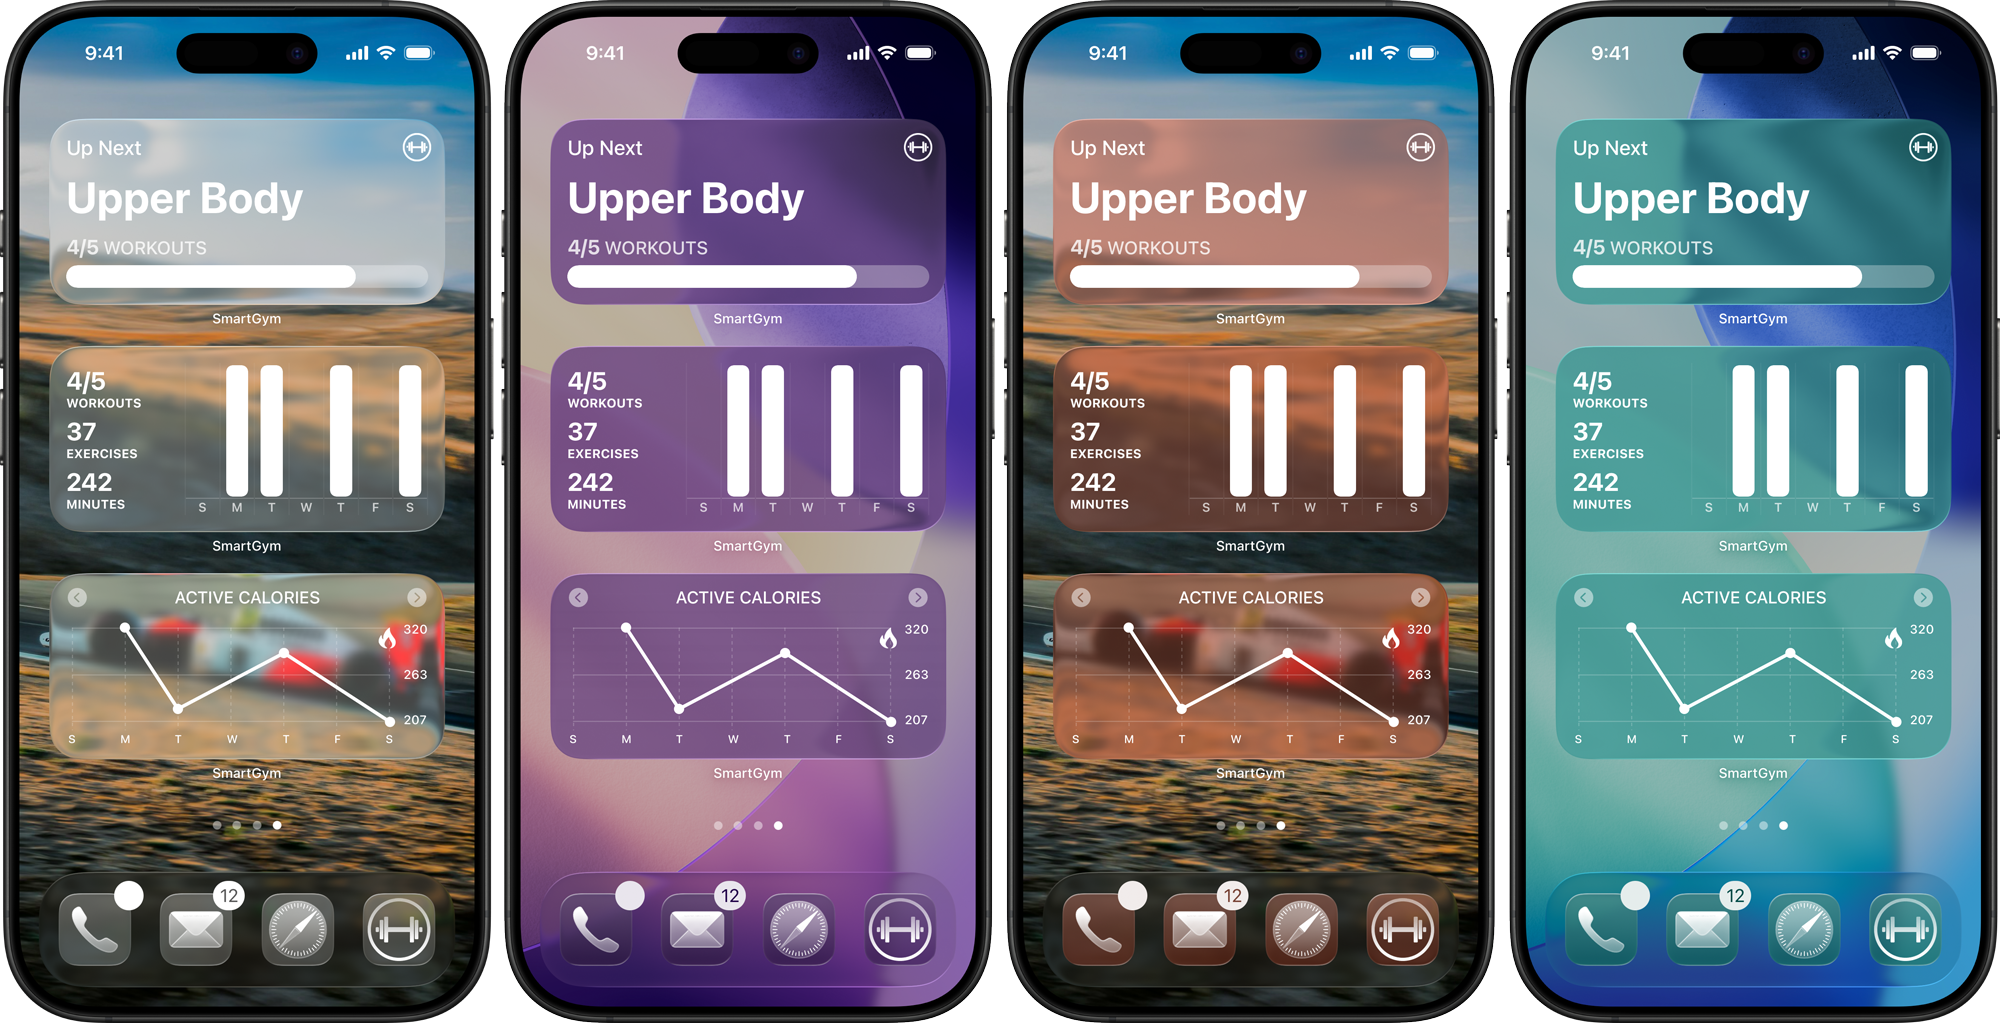 9:41
Up Next
Upper Body
4/5 WORKOUTS
SmartGym
4/5
WORKOUTS
37
EXERCISES
242
MINUTES
S M T W T F S
SmartGym
ACTIVE CALORIES
320
263
207
S M T W T F S
SmartGym
12
9:41
Up Next
Upper Body
4/5 WORKOUTS
SmartGym
4/5
WORKOUTS
37
EXERCISES
242
MINUTES
S M T W T F S
SmartGym
ACTIVE CALORIES
320
263
207
S M T W T F S
SmartGym
12
9:41
Up Next
Upper Body
4/5 WORKOUTS
SmartGym
4/5
WORKOUTS
37
EXERCISES
242
MINUTES
S M T W T F S
SmartGym
ACTIVE CALORIES
320
263
207
S M T W T F S
SmartGym
12
9:41
Up Next
Upper Body
4/5 WORKOUTS
SmartGym
4/5
WORKOUTS
37
EXERCISES
242
MINUTES
S M T W T F S
SmartGym
ACTIVE CALORIES
320
263
207
S M T W T F S
SmartGym
12